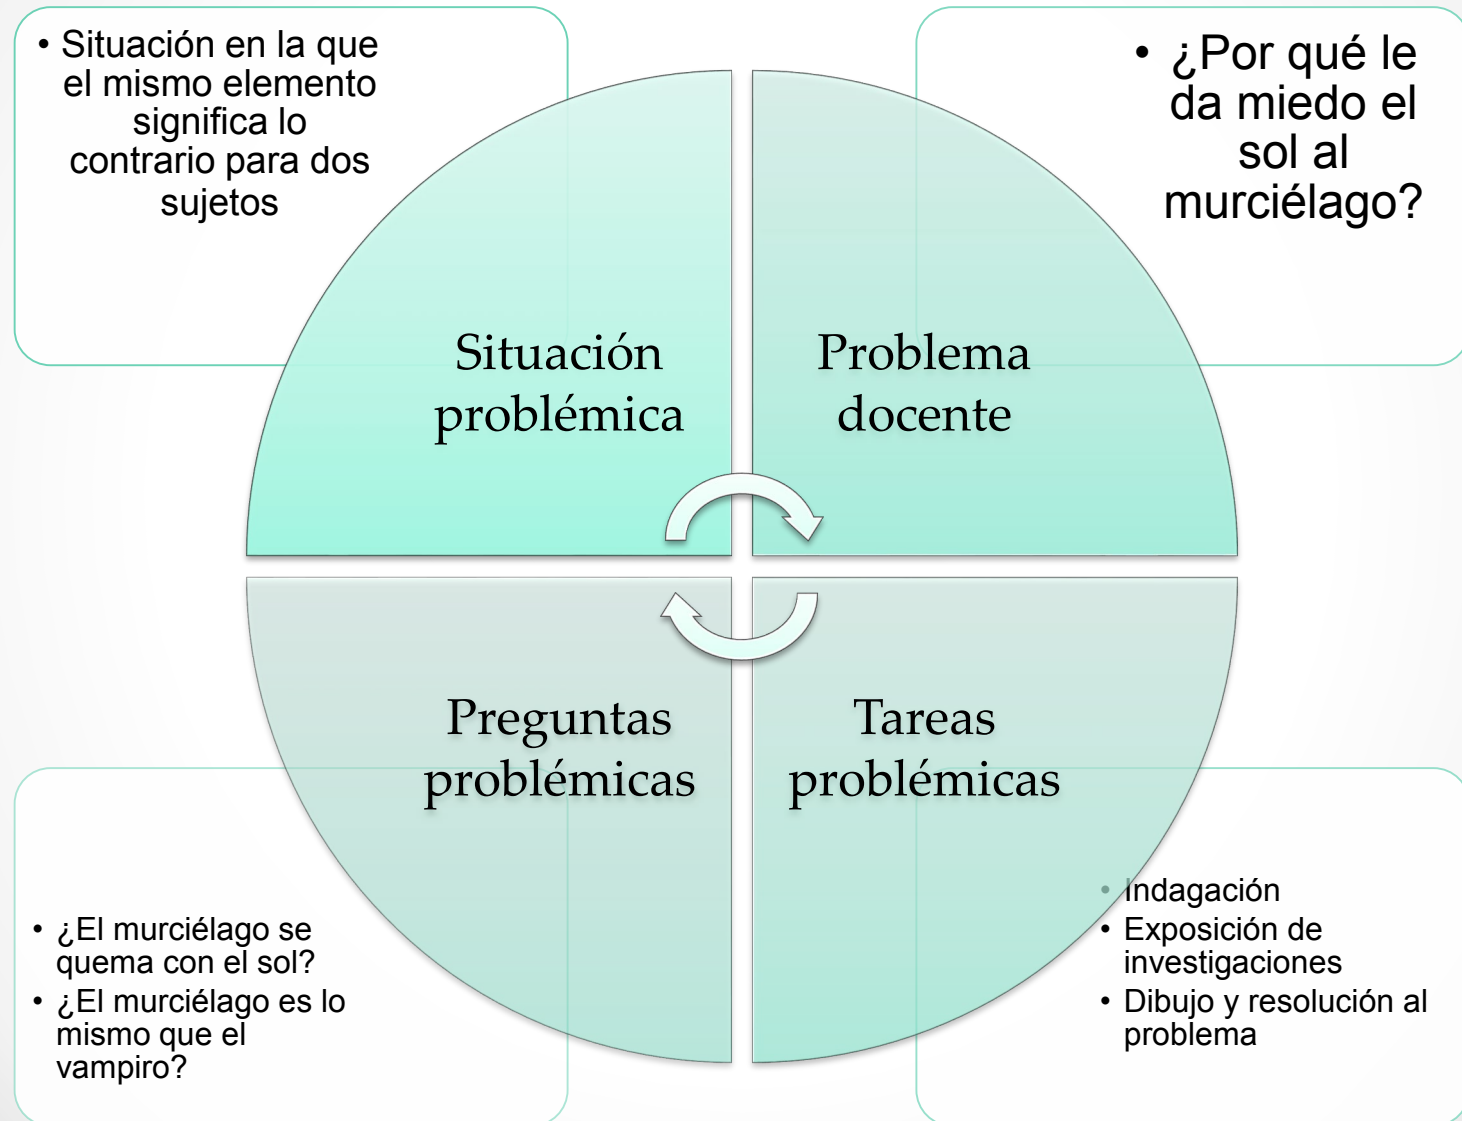 • Situación en la que
el mismo elemento
significa lo
contrario para dos
sujetos
• ¿Por qué le
da miedo el
sol al
murciélago?
Situación
problémica
Problema
docente
Preguntas
problémicas
Tareas
problémicas
• ¿El murciélago se
quema con el sol?
• ¿El murciélago es lo
mismo que el
vampiro?
• Indagación
• Exposición de
investigaciones
• Dibujo y resolución al
problema